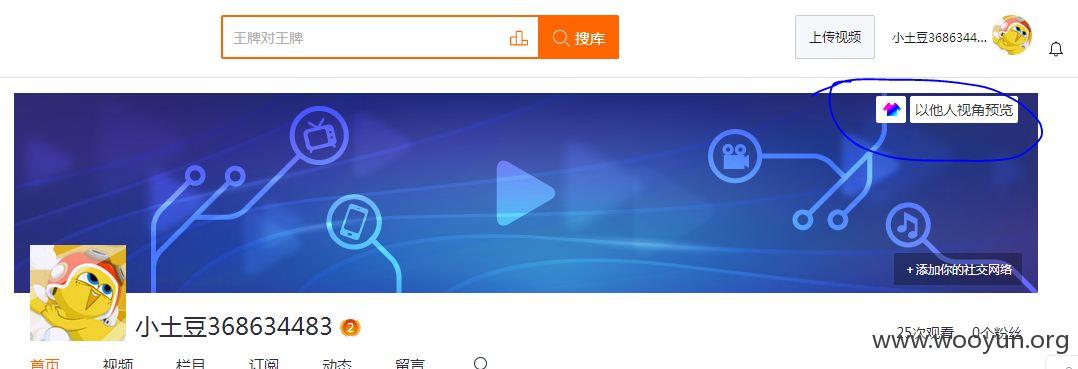 王牌对王牌
搜库
上传视频
小土豆3686344...
以他人视角预览
+ 添加你的社交网络
小土豆368634483 2
25次观看 0个粉丝
www.wooyun.org
首页 视频 栏目 订阅 动态 留言